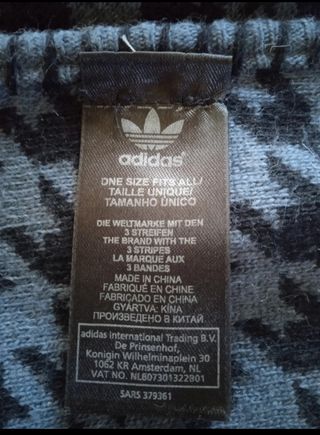 adidas
ONE SIZE FITS ALL/
TAILLE UNIQUE/
TAMANHO ÚNICO
DIE WELTMARKE MIT DEN
3 STREIFEN
THE BRAND WITH THE
3 STRIPES
LA MARQUE AUX
3 BANDES
MADE IN CHINA
FABRIQUÉ EN CHINE
FABRICADO EN CHINA
GYÁRTVA: KÍNA
ПРОИЗВЕДЕНО В КИТАЙ
adidas International Trading B.V.
De Prinsenhof,
Konigin Wilhelminaplein 30
1062 KR Amsterdam, NL
VAT NO. NL807301322B01
SARS 379361